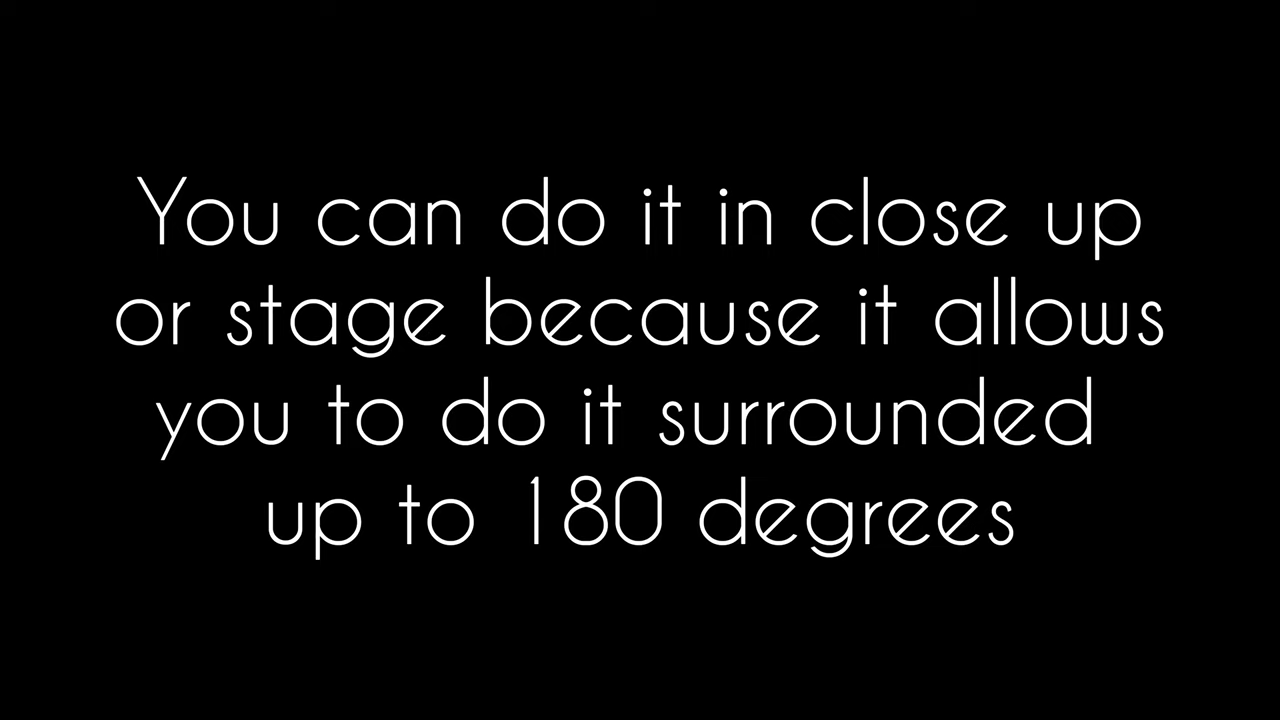 You can do it in close up
or stage because it allows
you to do it surrounded
up to 180 degrees